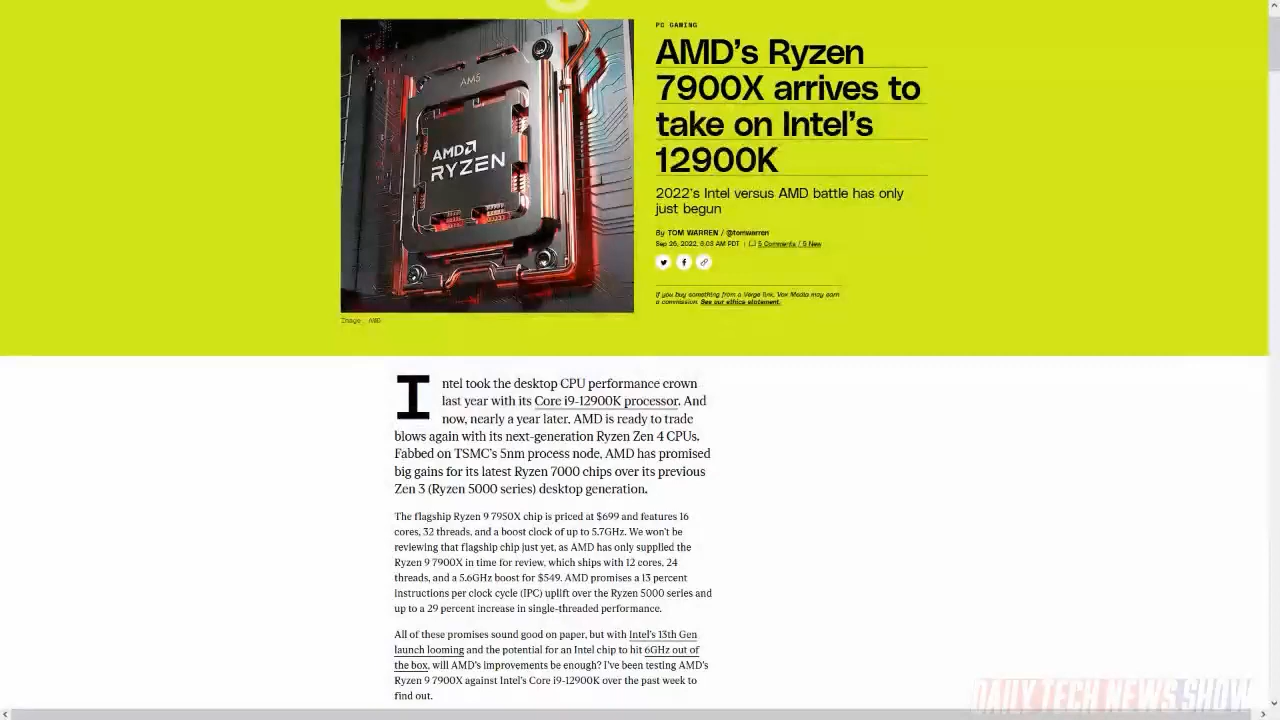 PC GAMING
AMD's Ryzen
7900X arrives to
take on Intel's
12900K
2022's Intel versus AMD battle has only
just begun
By TOM WARREN / @tomwarren
Sep 26, 2022, 6:03 AM PDT | 5 Comments / 5 New
If you buy something from a Verge link, Vox Media may earn
a commission. See our ethics statement.
AM5
AMD
RYZEN
Image: AMD
Intel took the desktop CPU performance crown
last year with its Core i9-12900K processor. And
now, nearly a year later, AMD is ready to trade
blows again with its next-generation Ryzen Zen 4 CPUs.
Fabbed on TSMC's 5nm process node, AMD has promised
big gains for its latest Ryzen 7000 chips over its previous
Zen 3 (Ryzen 5000 series) desktop generation.
The flagship Ryzen 9 7950X chip is priced at $699 and features 16
cores, 32 threads, and a boost clock of up to 5.7GHz. We won't be
reviewing that flagship chip just yet, as AMD has only supplied the
Ryzen 9 7900X in time for review, which ships with 12 cores, 24
threads, and a 5.6GHz boost for $549. AMD promises a 13 percent
instructions per clock cycle (IPC) uplift over the Ryzen 5000 series and
up to a 29 percent increase in single-threaded performance.
All of these promises sound good on paper, but with Intel's 13th Gen
launch looming and the potential for an Intel chip to hit 6GHz out of
the box, will AMD's improvements be enough? I've been testing AMD's
Ryzen 9 7900X against Intel's Core i9-12900K over the past week to
find out.
DAILY TECH NEWS SHOW